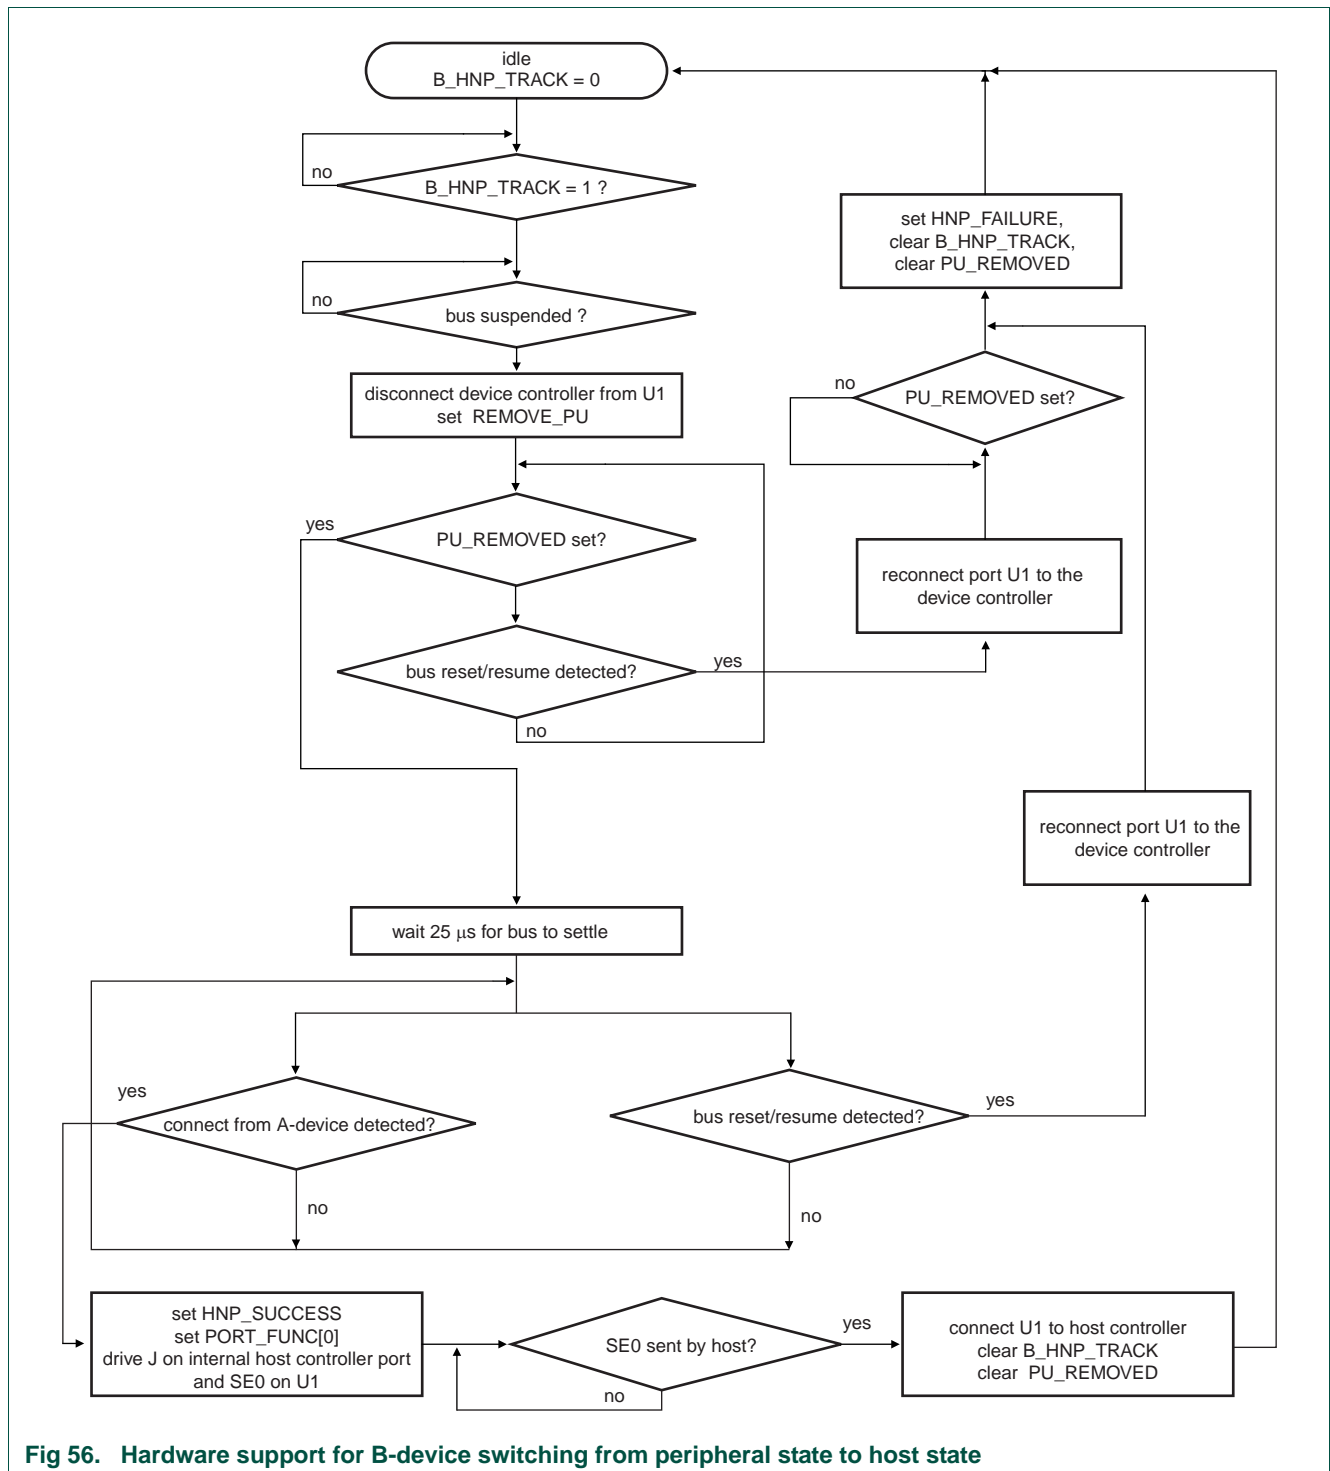 idle
B_HNP_TRACK = 0
no
B_HNP_TRACK = 1 ?
no
bus suspended ?
disconnect device controller from U1
set REMOVE_PU
yes
PU_REMOVED set?
bus reset/resume detected?
yes
no
set HNP_FAILURE,
clear B_HNP_TRACK,
clear PU_REMOVED
no
PU_REMOVED set?
reconnect port U1 to the
device controller
reconnect port U1 to the
device controller
wait 25 μs for bus to settle
yes
connect from A-device detected?
no
bus reset/resume detected?
yes
no
set HNP_SUCCESS
set PORT_FUNC[0]
drive J on internal host controller port
and SE0 on U1
SE0 sent by host?
yes
no
connect U1 to host controller
clear B_HNP_TRACK
clear PU_REMOVED
Fig 56. Hardware support for B-device switching from peripheral state to host state